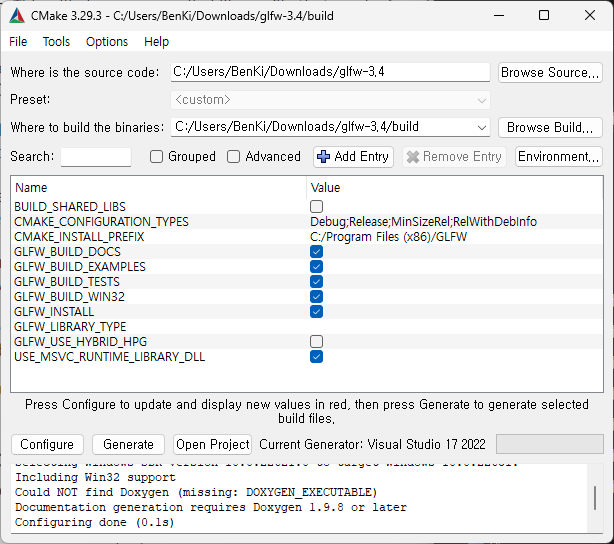 CMake 3.29.3 - C:/Users/BenKi/Downloads/glfw-3.4/build
File Tools Options Help
Where is the source code: C:/Users/BenKi/Downloads/glfw-3.4 Browse Source...
Preset: <custom>
Where to build the binaries: C:/Users/BenKi/Downloads/glfw-3.4/build Browse Build...
Search: Grouped Advanced Add Entry Remove Entry Environment...
Name Value
BUILD_SHARED_LIBS
CMAKE_CONFIGURATION_TYPES Debug;Release;MinSizeRel;RelWithDebInfo
CMAKE_INSTALL_PREFIX C:/Program Files (x86)/GLFW
GLFW_BUILD_DOCS
GLFW_BUILD_EXAMPLES
GLFW_BUILD_TESTS
GLFW_BUILD_WIN32
GLFW_INSTALL
GLFW_LIBRARY_TYPE
GLFW_USE_HYBRID_HPG
USE_MSVC_RUNTIME_LIBRARY_DLL
Press Configure to update and display new values in red, then press Generate to generate selected
build files.
Configure Generate Open Project Current Generator: Visual Studio 17 2022
Including Win32 support
Could NOT find Doxygen (missing: DOXYGEN_EXECUTABLE)
Documentation generation requires Doxygen 1.9.8 or later
Configuring done (0.1s)